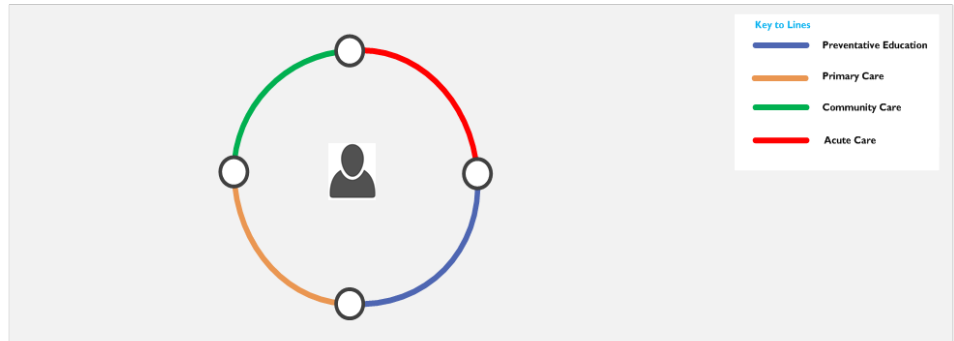 Key to Lines
Preventative Education
Primary Care
Community Care
Acute Care